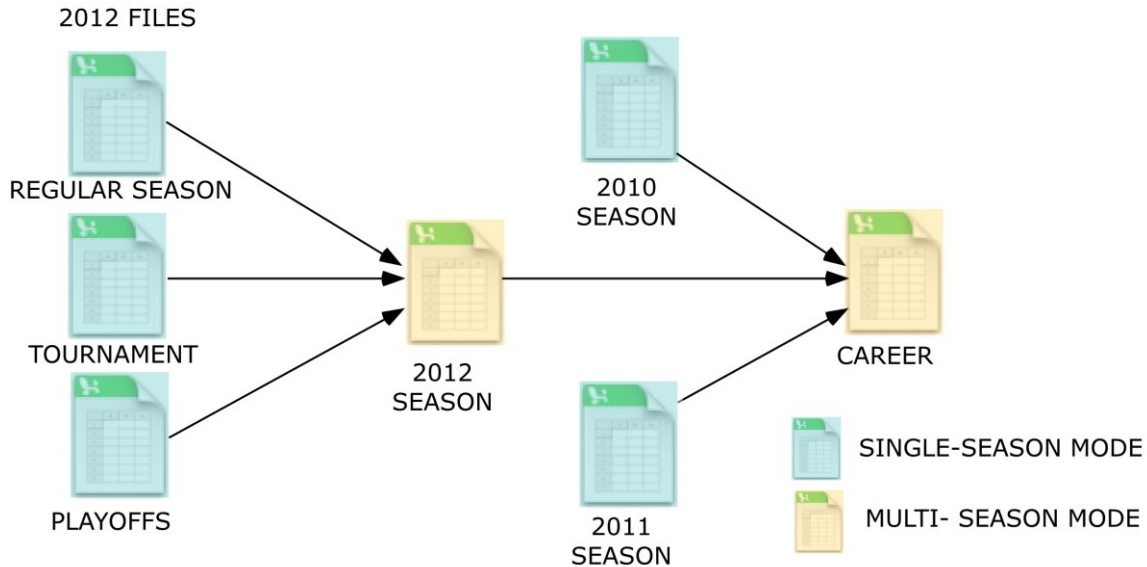 2012 FILES
REGULAR SEASON
TOURNAMENT
PLAYOFFS
2012
SEASON
2010
SEASON
2011
SEASON
CAREER
SINGLE-SEASON MODE
MULTI- SEASON MODE